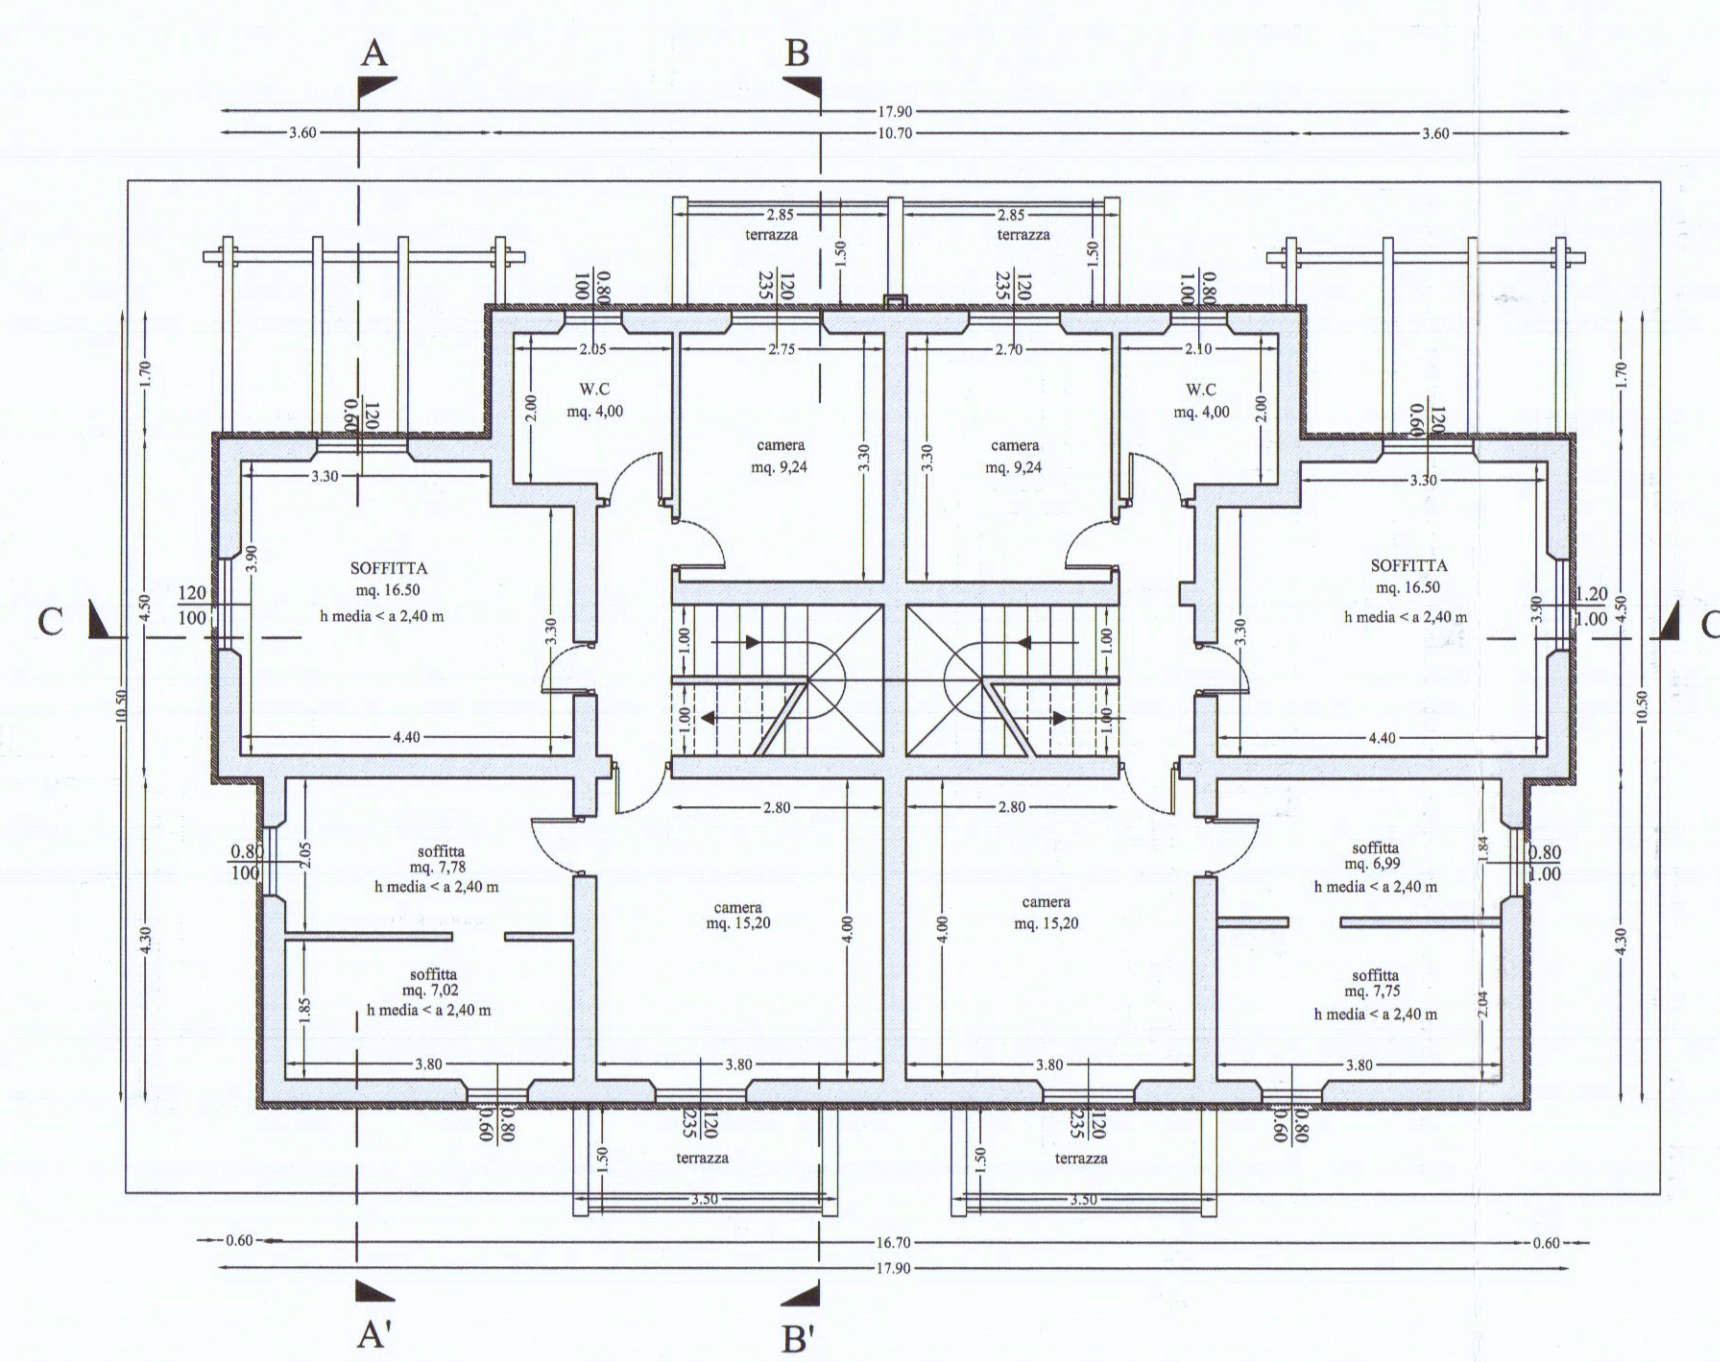 A
B
17.90
3.60
10.70
3.60
2.85
2.85
terrazza
terrazza
1.50
1.50
0.80
100
120
235
120
235
0.80
1.00
2.05
2.75
2.70
2.10
1.70
1.70
120
0.60
120
0.60
W.C
mq. 4,00
W.C
mq. 4,00
2.00
2.00
camera
mq. 9,24
camera
mq. 9,24
3.30
3.30
3.30
3.30
3.90
3.90
SOFFITTA
mq. 16.50
h media < a 2,40 m
SOFFITTA
mq. 16.50
h media < a 2,40 m
120
100
1.20
1.00
4.50
4.50
C
C
3.30
3.30
1.00
1.00
1.00
1.00
10.50
10.50
4.40
4.40
2.80
2.80
0.80
100
0.80
1.00
2.05
1.84
soffitta
mq. 7,78
h media < a 2,40 m
soffitta
mq. 6,99
h media < a 2,40 m
camera
mq. 15,20
camera
mq. 15,20
4.00
4.00
4.30
4.30
soffitta
mq. 7,02
h media < a 2,40 m
soffitta
mq. 7,75
h media < a 2,40 m
1.85
2.04
3.80
3.80
3.80
3.80
0.80
0.60
120
235
120
235
0.80
0.60
1.50
terrazza
1.50
terrazza
3.50
3.50
0.60
16.70
0.60
17.90
A'
B'